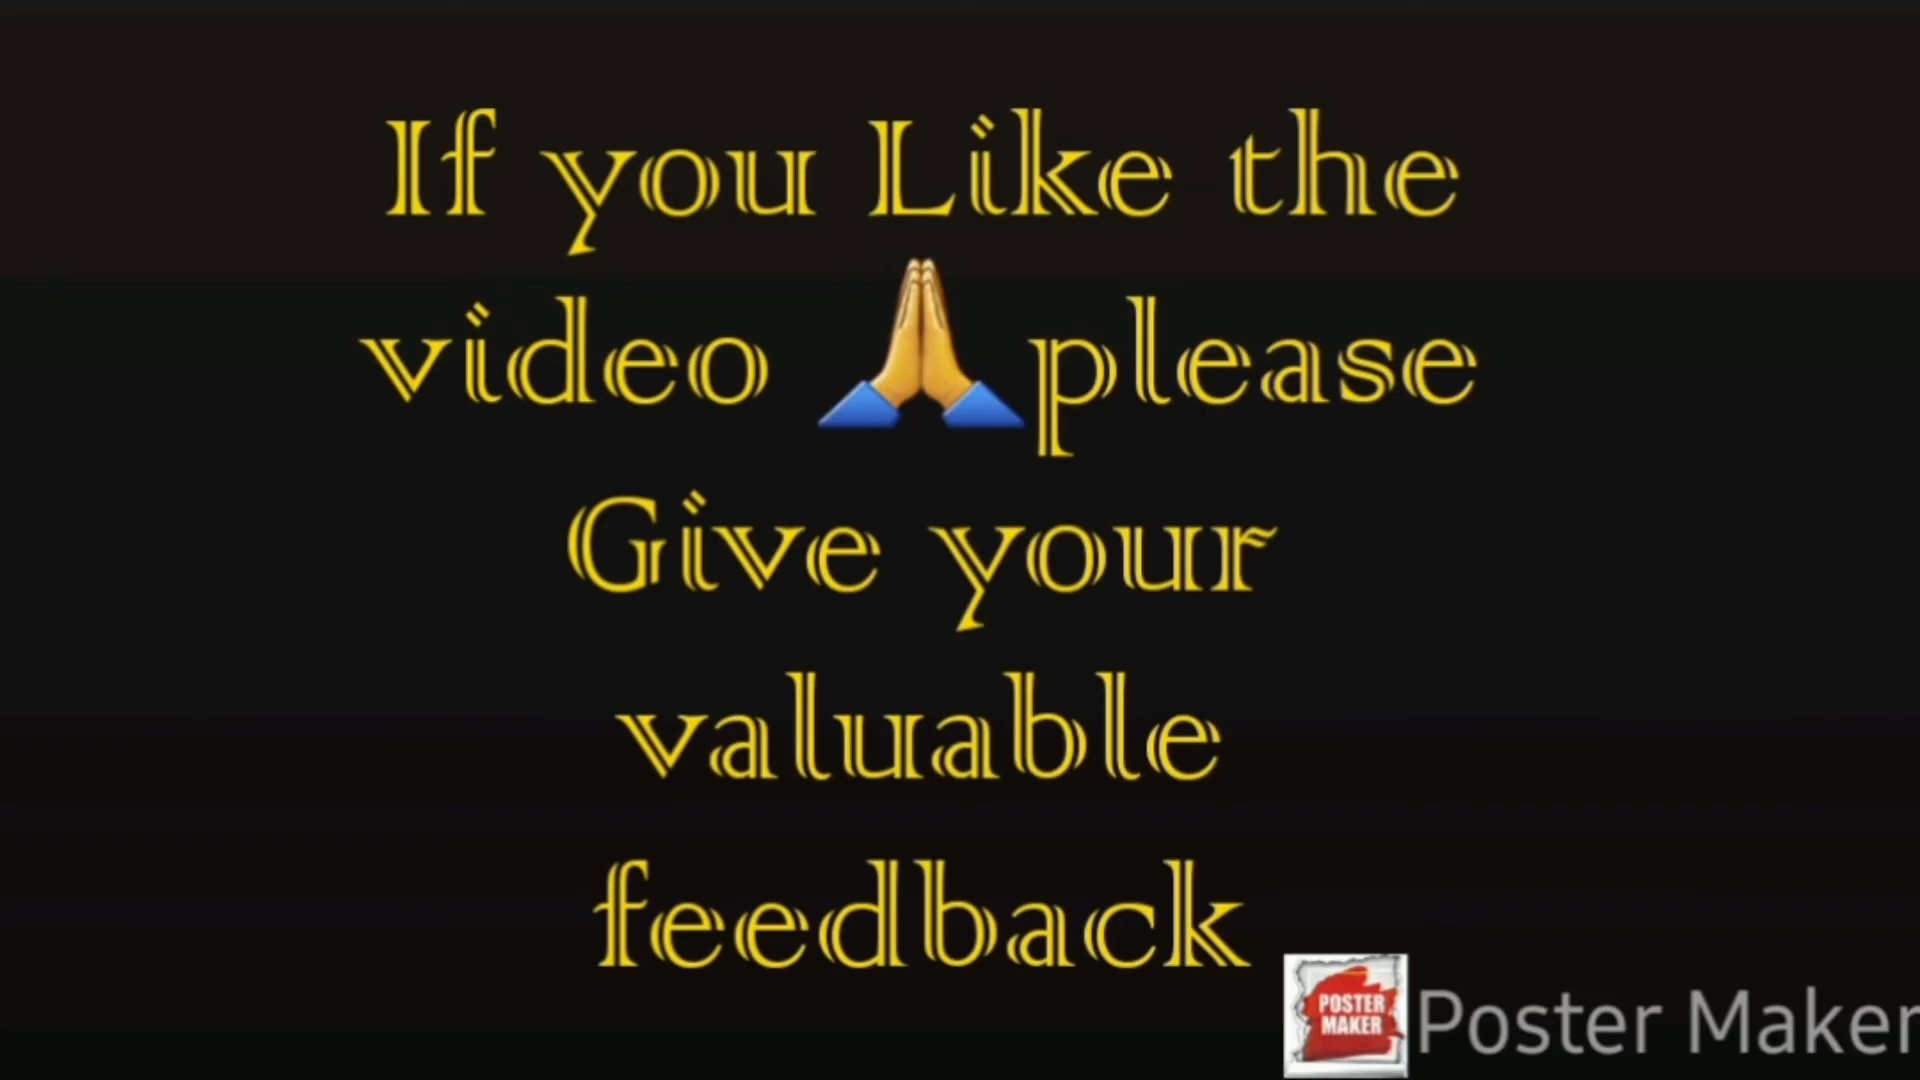 If you Like the
video 🙏please
Give your
valuable
feedback
POSTER
MAKER
Poster Maker